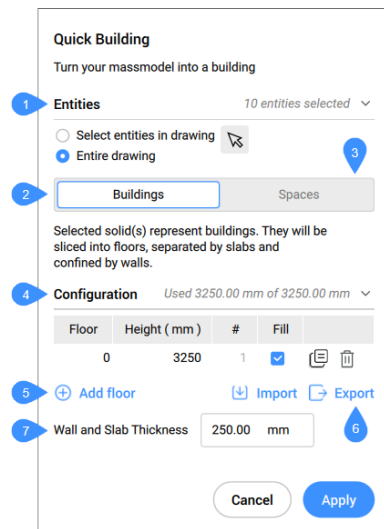 Quick Building
Turn your massmodel into a building
1 Entities 10 entities selected
Select entities in drawing
Entire drawing
3
2 Buildings Spaces
Selected solid(s) represent buildings. They will
be sliced into floors, separated by slabs and
confined by walls.
4 Configuration Used 3250.00 mm of 3250.00 mm
Floor Height ( mm ) # Fill
0 3250 1
5 Add floor Import Export
7 Wall and Slab Thickness 250.00 mm 6
Cancel Apply